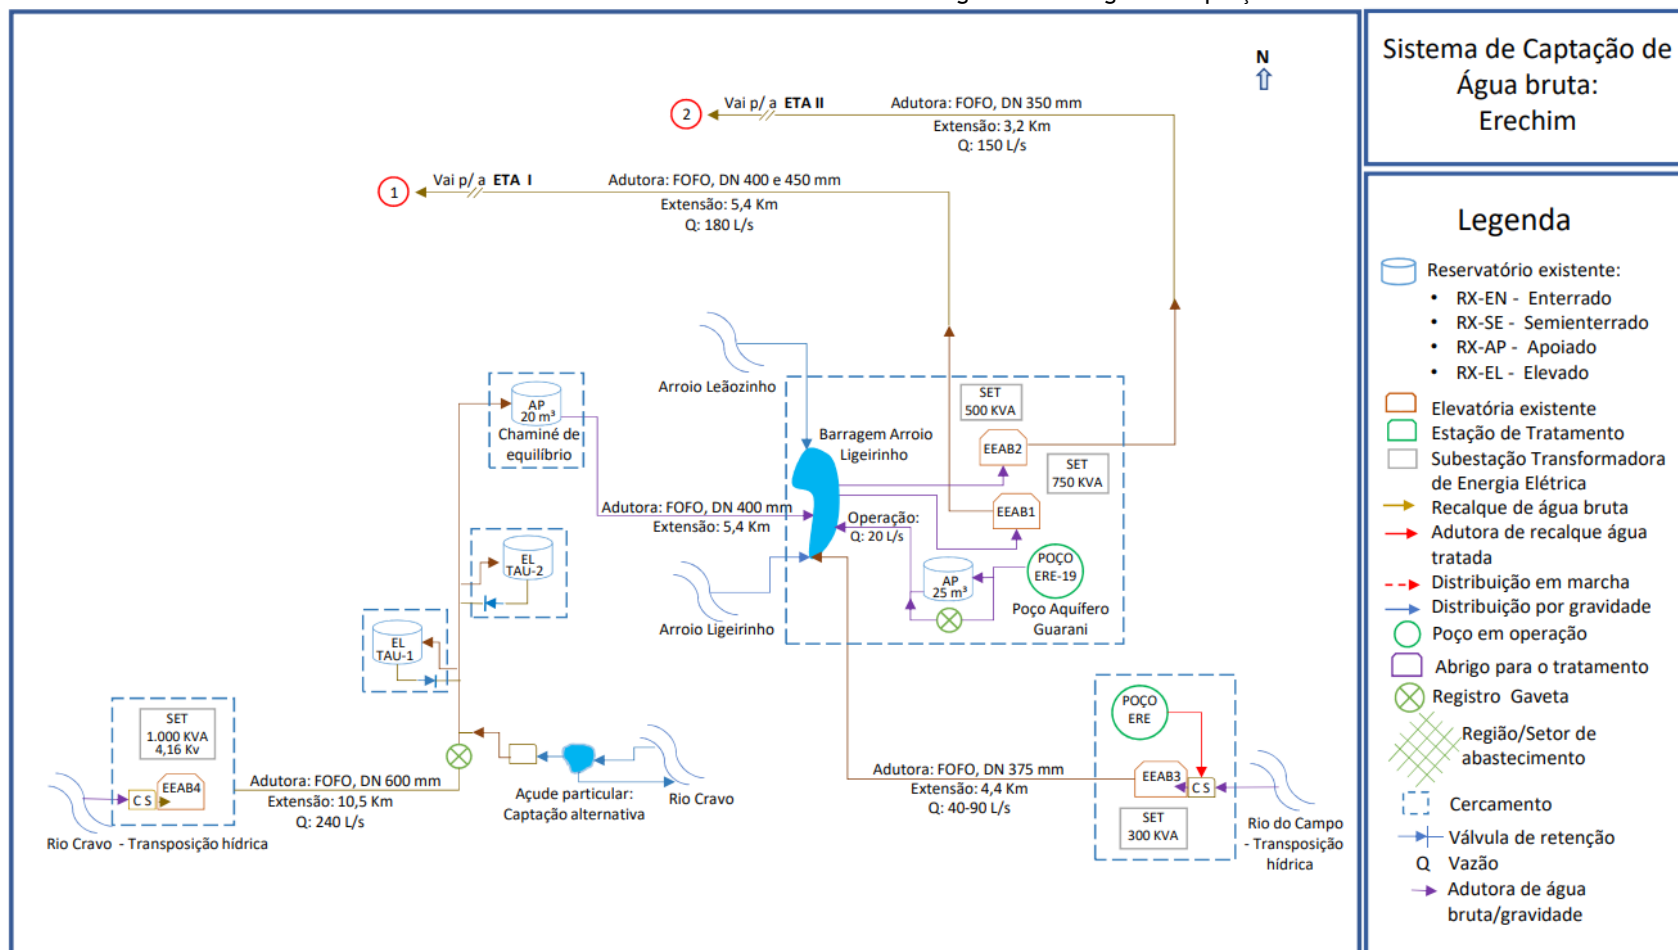 Sistema de Captação de
Água bruta:
Erechim
N
2
Vai p/ a ETA II
Adutora: FOFO, DN 350 mm
Extensão: 3,2 Km
Q: 150 L/s
1
Vai p/ a ETA I
Adutora: FOFO, DN 400 e 450 mm
Extensão: 5,4 Km
Q: 180 L/s
Arroio Leãozinho
SET
500 KVA
AP
20 m³
Chaminé de
equilíbrio
Barragem Arroio
Ligeirinho
EEAB2
SET
750 KVA
Adutora: FOFO, DN 400 mm
Extensão: 5,4 Km
Operação:
Q: 20 L/s
EEAB1
EL
TAU-2
POÇO
ERE-19
AP
25 m³
Poço Aquífero
Guarani
Arroio Ligeirinho
EL
TAU-1
SET
1.000 KVA
4,16 Kv
POÇO
ERE
C S
EEAB4
Adutora: FOFO, DN 600 mm
Extensão: 10,5 Km
Q: 240 L/s
Rio Cravo - Transposição hídrica
Açude particular:
Captação alternativa
Rio Cravo
Adutora: FOFO, DN 375 mm
Extensão: 4,4 Km
Q: 40-90 L/s
EEAB3
C S
SET
300 KVA
Rio do Campo
- Transposição
hídrica
Legenda
Reservatório existente:
• RX-EN - Enterrado
• RX-SE - Semienterrado
• RX-AP - Apoiado
• RX-EL - Elevado
Elevatória existente
Estação de Tratamento
Subestação Transformadora
de Energia Elétrica
Recalque de água bruta
Adutora de recalque água
tratada
Distribuição em marcha
Distribuição por gravidade
Poço em operação
Abrigo para o tratamento
Registro Gaveta
Região/Setor de
abastecimento
Cercamento
Válvula de retenção
Q Vazão
Adutora de água
bruta/gravidade